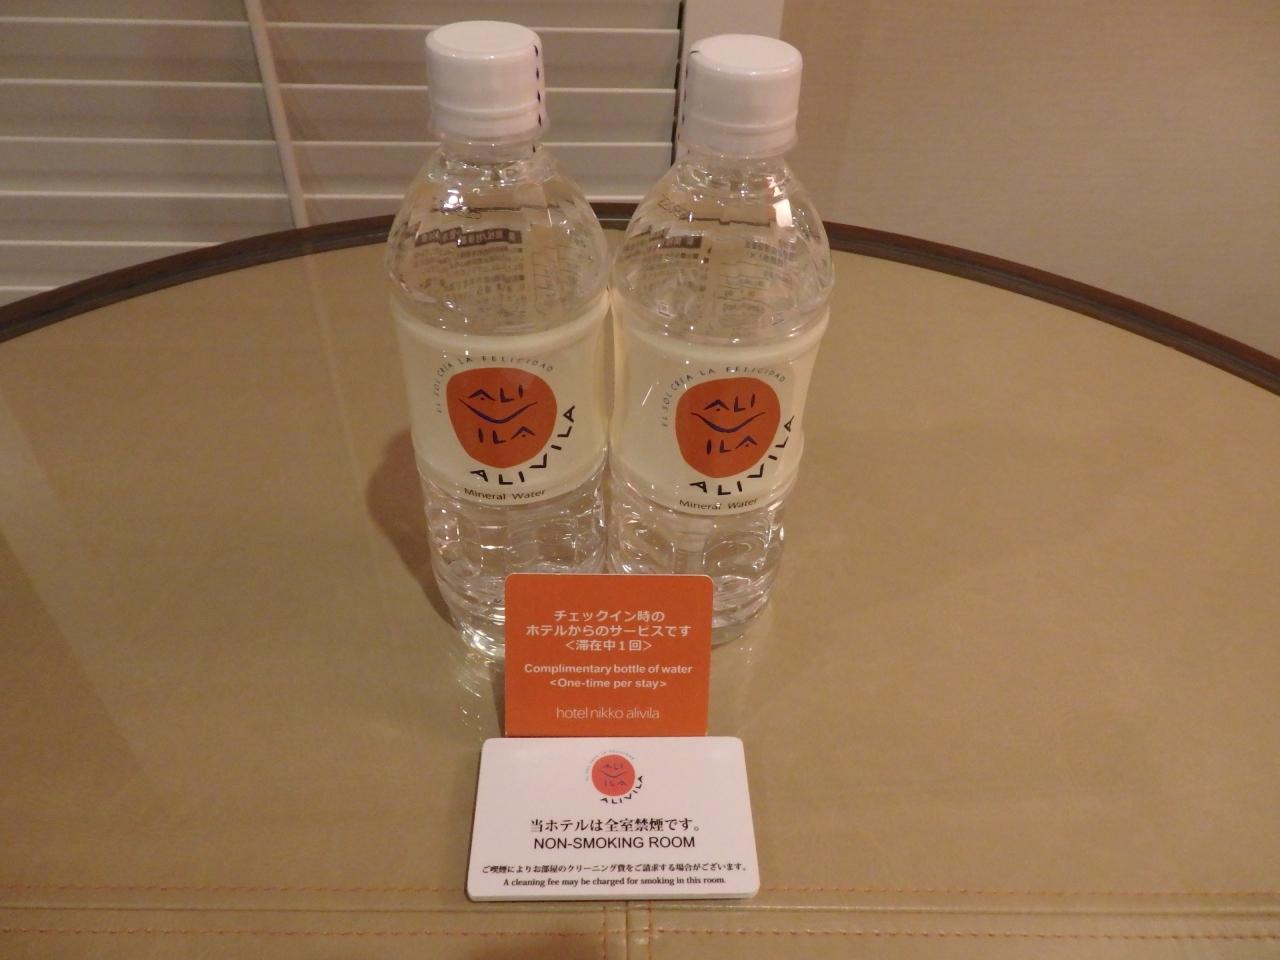 EL SOL CREA LA FELICIDAD
ALI
ILA
ALIVILA
Mineral Water
EL SOL CREA LA FELICIDAD
ALI
ILA
ALIVILA
Mineral Water
チェックイン時の
ホテルからのサービスです
<滞在中1回>
Complimentary bottle of water
<One-time per stay>
hotel nikko alivila
ALI
ILA
ALIVILA
当ホテルは全室禁煙です。
NON-SMOKING ROOM
ご喫煙によりお部屋のクリーニング費をご請求する場合がございます。
A cleaning fee may be charged for smoking in this room.